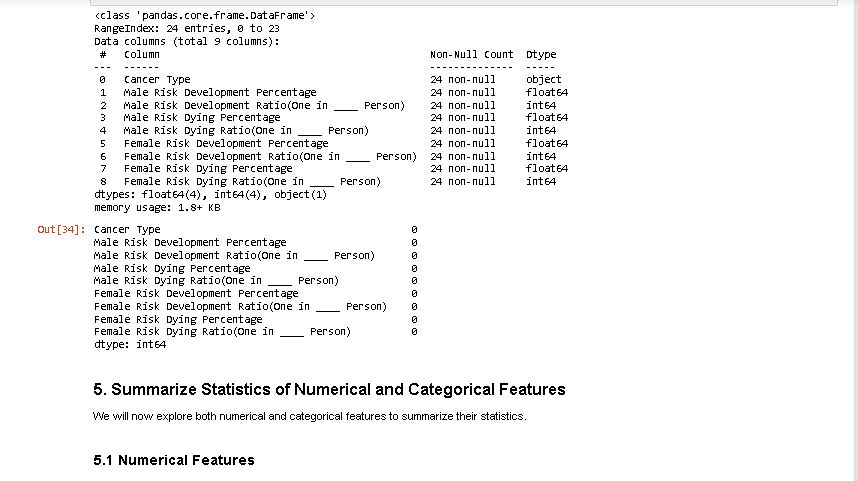 <class 'pandas.core.frame.DataFrame'>
RangeIndex: 24 entries, 0 to 23
Data columns (total 9 columns):
 #   Column                                          Non-Null Count  Dtype
---  ------                                          --------------  -----
 0   Cancer Type                                     24 non-null     object
 1   Male Risk Development Percentage                24 non-null     float64
 2   Male Risk Development Ratio(One in ____ Person)  24 non-null     int64
 3   Male Risk Dying Percentage                      24 non-null     float64
 4   Male Risk Dying Ratio(One in ____ Person)       24 non-null     int64
 5   Female Risk Development Percentage              24 non-null     float64
 6   Female Risk Development Ratio(One in ____ Person)  24 non-null     int64
 7   Female Risk Dying Percentage                    24 non-null     float64
 8   Female Risk Dying Ratio(One in ____ Person)     24 non-null     int64
dtypes: float64(4), int64(4), object(1)
memory usage: 1.8+ KB
Out[34]: Cancer Type 0
Male Risk Development Percentage 0
Male Risk Development Ratio(One in ____ Person) 0
Male Risk Dying Percentage 0
Male Risk Dying Ratio(One in ____ Person) 0
Female Risk Development Percentage 0
Female Risk Development Ratio(One in ____ Person) 0
Female Risk Dying Percentage 0
Female Risk Dying Ratio(One in ____ Person) 0
dtype: int64
5. Summarize Statistics of Numerical and Categorical Features
We will now explore both numerical and categorical features to summarize their statistics.
5.1 Numerical Features